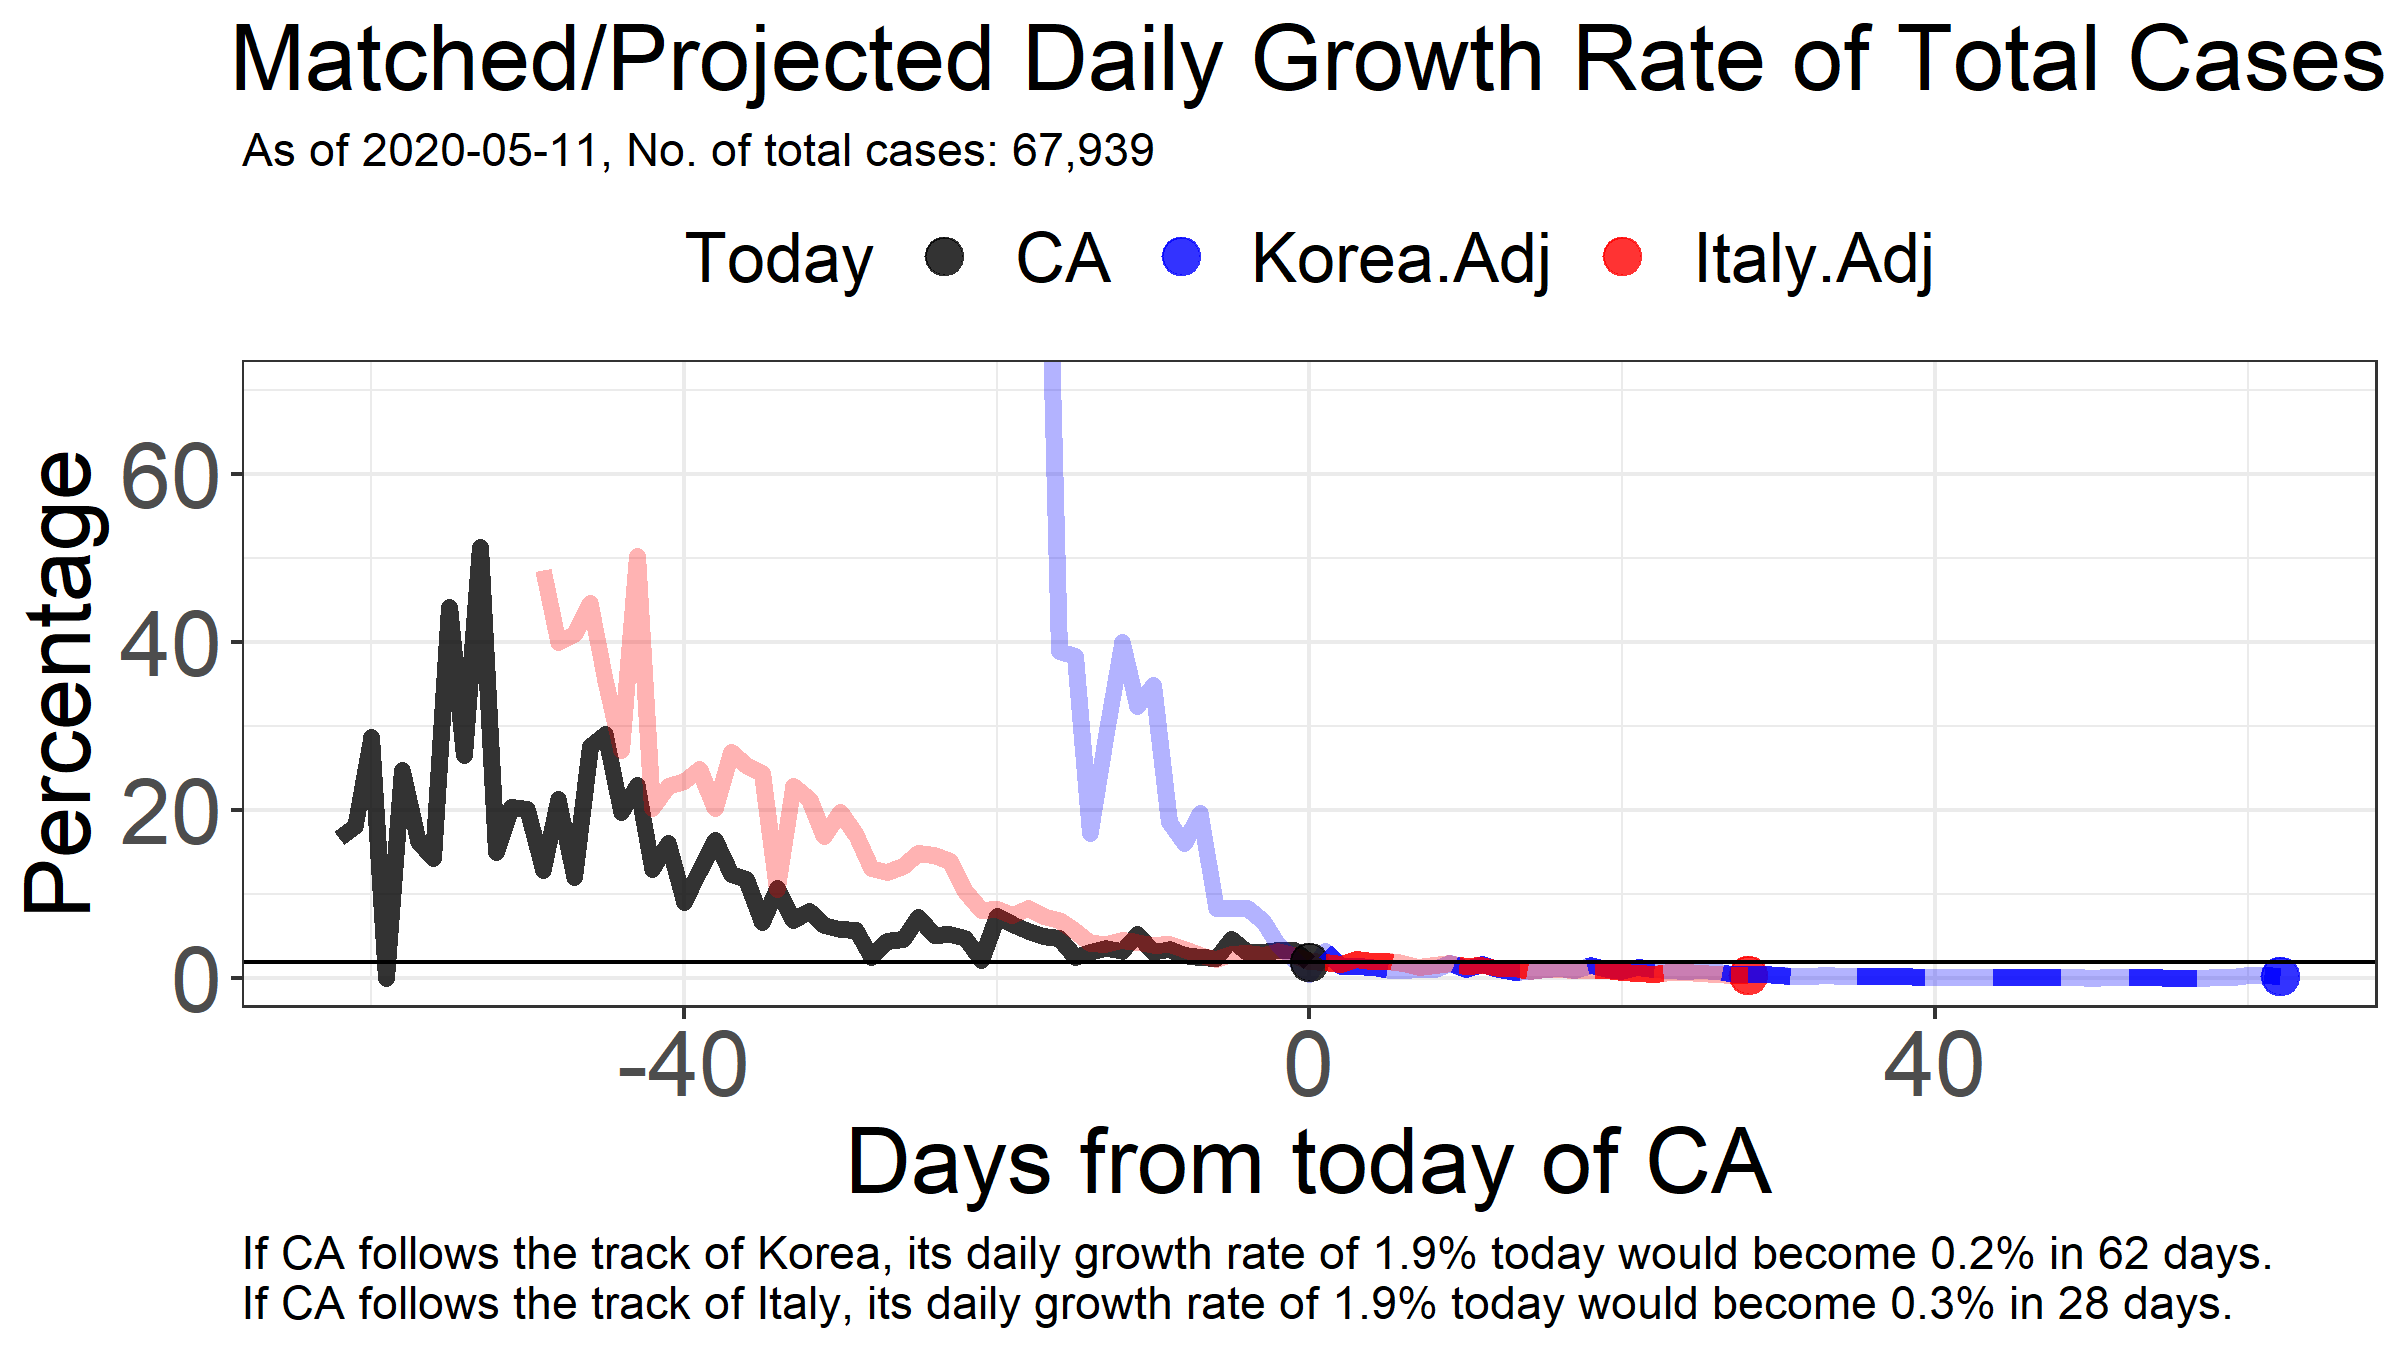 Matched/Projected Daily Growth Rate of Total Cases
As of 2020-05-11, No. of total cases: 67,939
Today CA Korea.Adj Italy.Adj
Percentage
60
40
20
0
-40 0 40
Days from today of CA
If CA follows the track of Korea, its daily growth rate of 1.9% today would become 0.2% in 62 days.
If CA follows the track of Italy, its daily growth rate of 1.9% today would become 0.3% in 28 days.